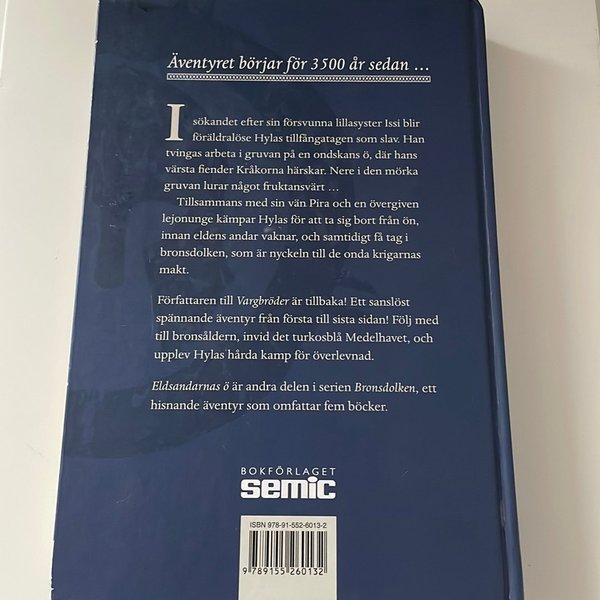 Äventyret börjar för 3500 år sedan ...
I sökandet efter sin försvunna lillasyster Issi blir
föräldralöse Hylas tillfångatagen som slav. Han
tvingas arbeta i gruvan på en ondskans ö, där hans
värsta fiender Kråkorna härskar. Nere i den mörka
gruvan lurar något fruktansvärt ...
Tillsammans med sin vän Pira och en övergiven
lejonunge kämpar Hylas för att ta sig bort från ön,
innan eldens andar vaknar, och samtidigt få tag i
bronsdolken, som är nyckeln till de onda krigarnas
makt.
Författaren till Vargbröder är tillbaka! Ett sanslöst
spännande äventyr från första till sista sidan! Följ med
till bronsåldern, invid det turkosblå Medelhavet, och
upplev Hylas hårda kamp för överlevnad.
Eldsandarnas ö är andra delen i serien Bronsdolken, ett
hisnande äventyr som omfattar fem böcker.
BOKFÖRLAGET
semic
ISBN 978-91-552-6013-2
9 789155 260132